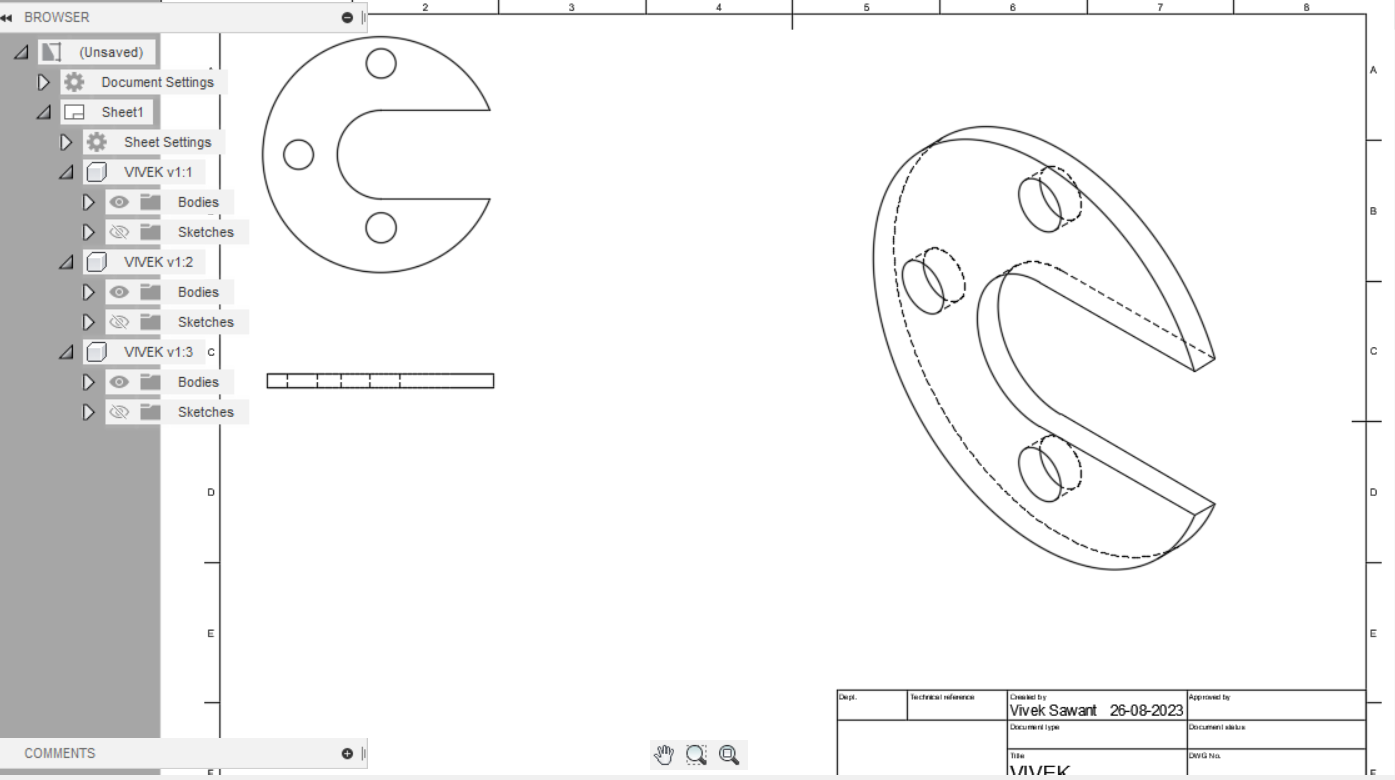 2 3 4 5 6 7 8
BROWSER
(Unsaved)
Document Settings
Sheet1
Sheet Settings
VIVEK v1:1
Bodies
Sketches
VIVEK v1:2
Bodies
Sketches
VIVEK v1:3
Bodies
Sketches
C
D
E
A
B
C
D
E
Dept.
Technical reference
Created by
Approved by
Vivek Sawant 26-08-2023
Document type
Document status
Title
DWG No.
VIVEK
COMMENTS